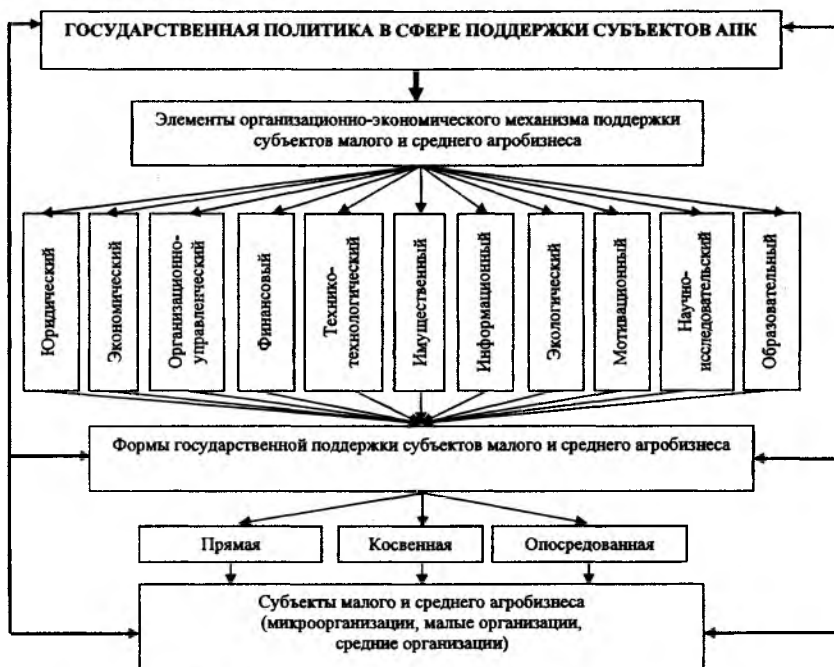 ГОСУДАРСТВЕННАЯ ПОЛИТИКА В СФЕРЕ ПОДДЕРЖКИ СУБЪЕКТОВ АПК
Элементы организационно-экономического механизма поддержки
субъектов малого и среднего агробизнеса
Юридический
Экономический
Организационно-
управленческий
Финансовый
Технико-
технологический
Имущественный
Информационный
Экологический
Мотивационный
Научно-
исследовательский
Образовательный
Формы государственной поддержки субъектов малого и среднего агробизнеса
Прямая
Косвенная
Опосредованная
Субъекты малого и среднего агробизнеса
(микроорганизации, малые организации,
средние организации)